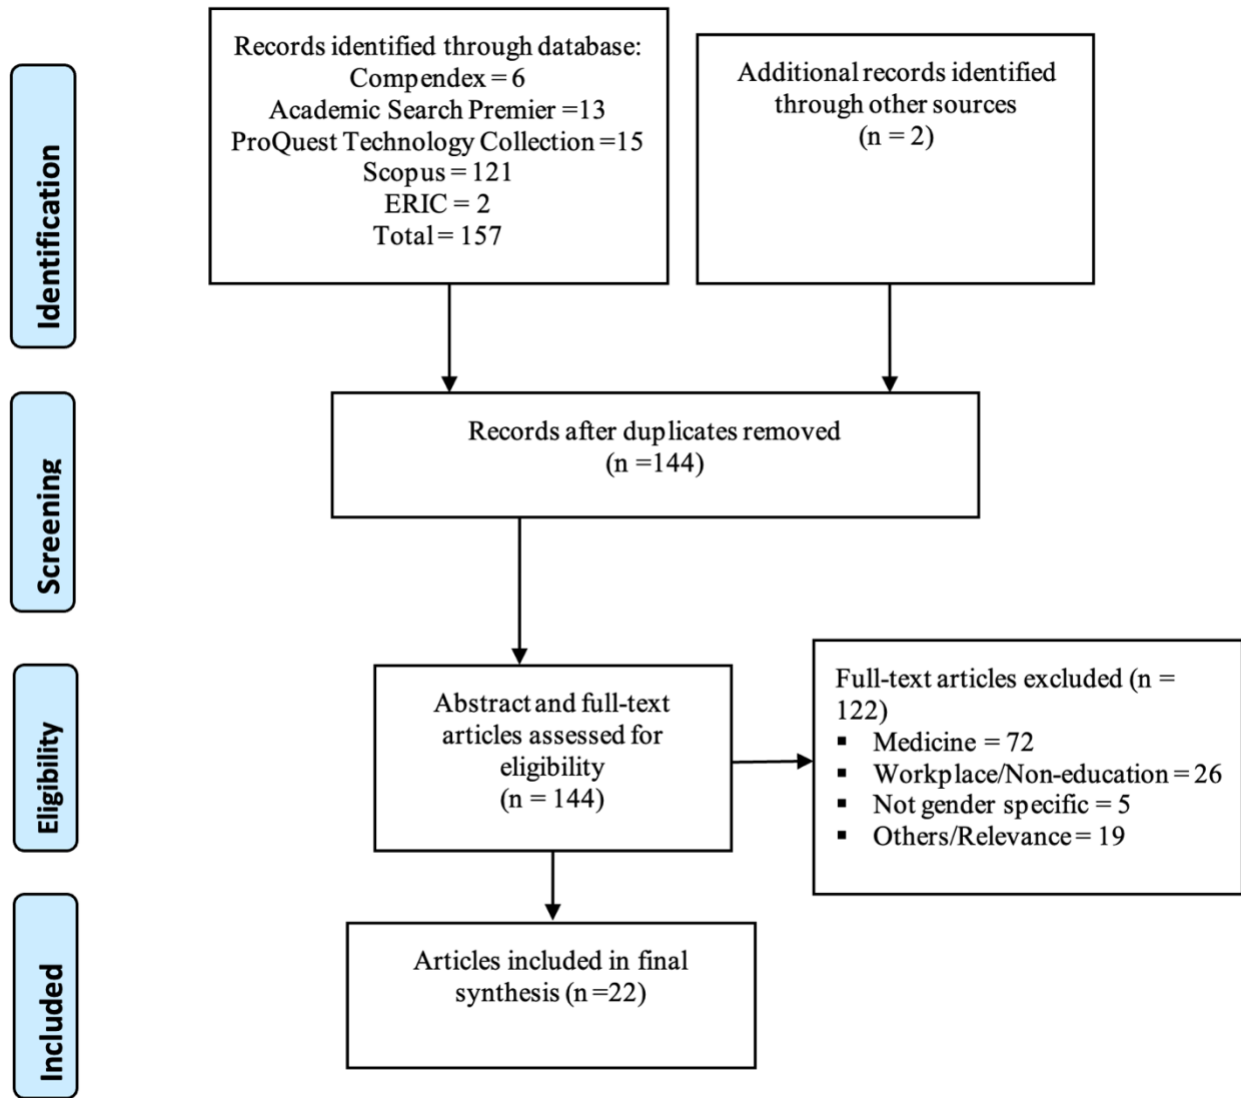 Identification
Records identified through database:
Compendex = 6
Academic Search Premier =13
ProQuest Technology Collection =15
Scopus = 121
ERIC = 2
Total = 157
Additional records identified
through other sources
(n = 2)
Screening
Records after duplicates removed
(n =144)
Eligibility
Abstract and full-text
articles assessed for
eligibility
(n = 144)
Full-text articles excluded (n =
122)
▪ Medicine = 72
▪ Workplace/Non-education = 26
▪ Not gender specific = 5
▪ Others/Relevance = 19
Included
Articles included in final
synthesis (n =22)